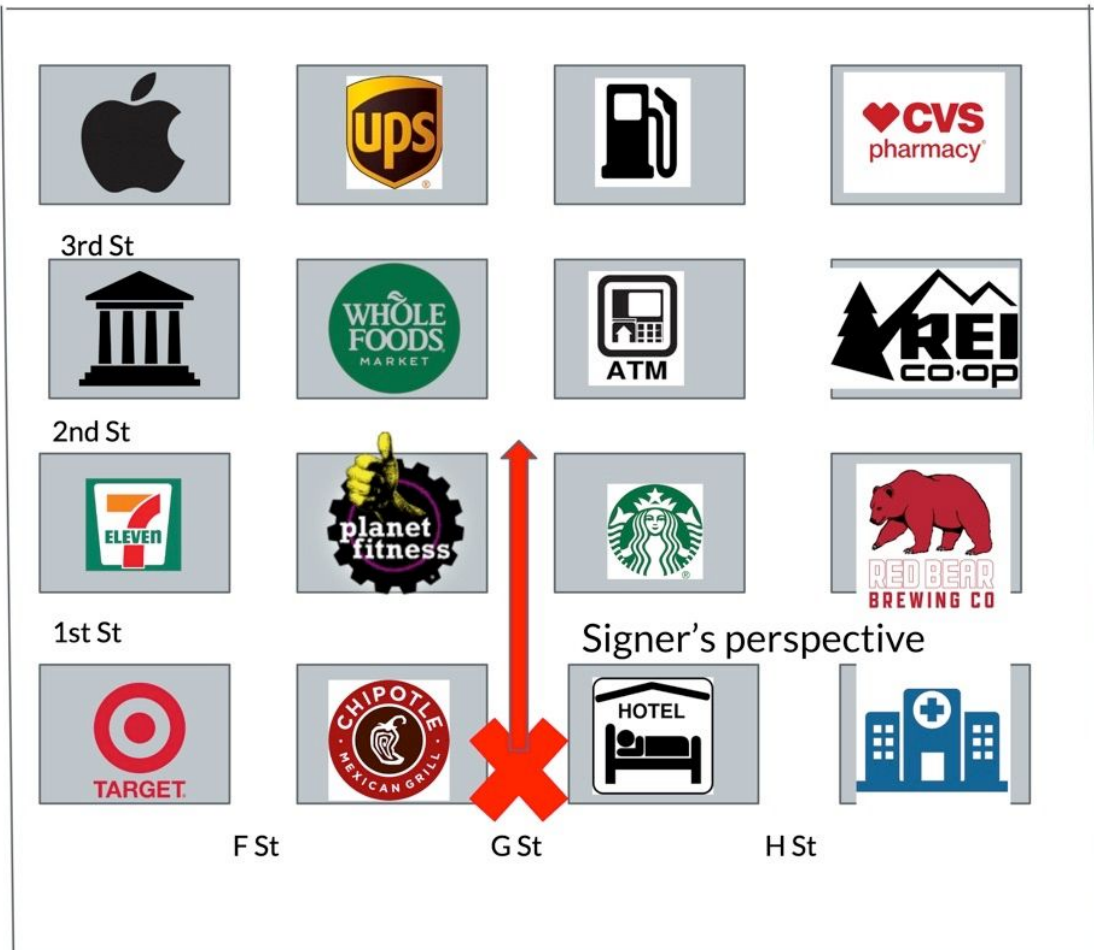 ups
CVS
pharmacy
3rd St
WHOLE
FOODS
MARKET
ATM
REI
CO·OP
2nd St
7
ELEVEN
planet
fitness
RED BEAR
BREWING CO
1st St
Signer's perspective
TARGET
CHIPOTLE
MEXICAN GRILL
HOTEL
F St
G St
H St